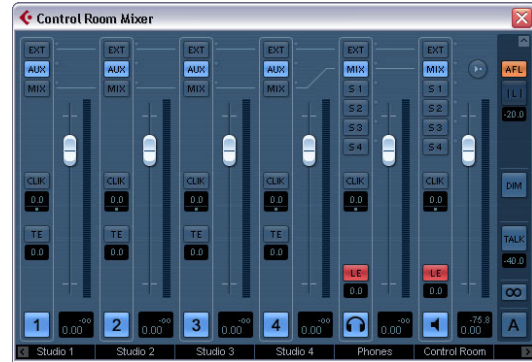 Control Room Mixer
EXT EXT EXT EXT EXT EXT
AUX AUX AUX AUX MIX MIX AFL
MIX MIX MIX MIX S 1 S 1
S 2 S 2 -20.0
S 3 S 3
S 4 S 4
CLIK CLIK CLIK CLIK CLIK CLIK DIM
0.0 0.0 0.0 0.0 0.0 0.0
TE TE TE TE TALK
0.0 0.0 0.0 0.0 -40.0
LE LE
0.0 0.0
-oo -oo -oo -oo -oo -75.8
1 0.00 2 0.00 3 0.00 4 0.00 0.00 0.00 A
Studio 1 Studio 2 Studio 3 Studio 4 Phones Control Room